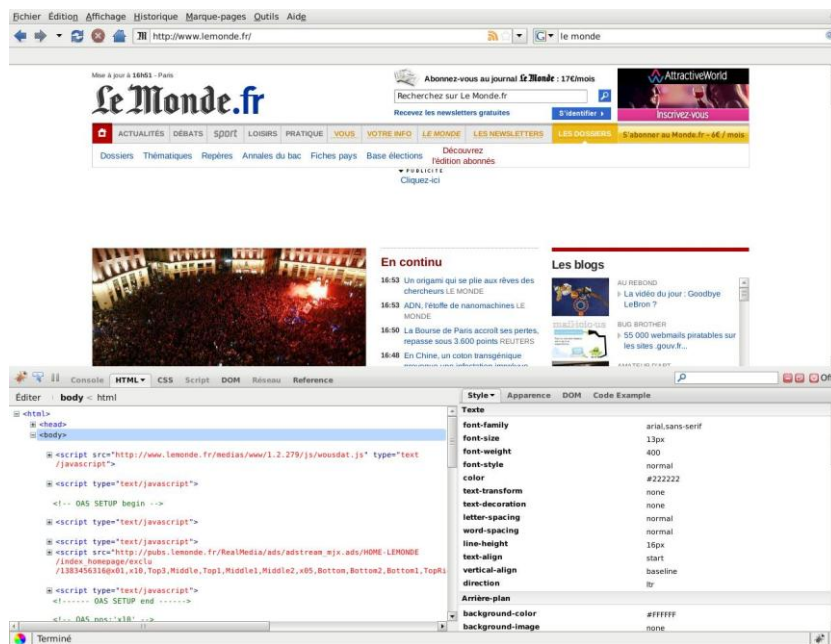 Fichier Édition Affichage Historique Marque-pages Outils Aide
http://www.lemonde.fr/
le monde
Mise à jour à 16h51 - Paris
Le Monde.fr
Abonnez-vous au journal Le Monde : 17€/mois
Recherchez sur Le Monde.fr
Recevez les newsletters gratuites
S'identifier
AttractiveWorld
Inscrivez-vous
ACTUALITÉS DÉBATS sport LOISIRS PRATIQUE VOUS VOTRE INFO LE MONDE LES NEWSLETTERS LES DOSSIERS S'abonner au Monde.fr - 6€ / mois
Dossiers Thématiques Repères Annales du bac Fiches pays Base élections Découvrez
l'édition abonnés
PUBLICITÉ
Cliquez-ici
En continu
16:53 Un origami qui se plie aux rêves des
chercheurs LE MONDE
16:53 ADN, l'étoffe de nanomachines LE
MONDE
16:50 La Bourse de Paris accroît ses pertes,
repasse sous 3.600 points REUTERS
16:48 En Chine, un coton transgénique
Les blogs
AU REBOND
La vidéo du jour : Goodbye
LeBron ?
BUG BROTHER
55 000 webmails piratables sur
les sites .gouv.fr...
Console HTML CSS Script DOM Réseau Reference
Éditer body < html
<html>
<head>
<body>
<script src="http://www.lemonde.fr/medias/www/1.2.279/js/wousdat.js" type="text
/javascript">
<script type="text/javascript">
<!-- OAS SETUP begin -->
<script type="text/javascript">
<script type="text/javascript">
<script src="http://pubs.lemonde.fr/RealMedia/ads/adstream_mjx.ads/HOME-LEMONDE
/index_homepage/exclu
/1383456316@x01,x10,Top3,Middle,Top1,Middle1,Middle2,x05,Bottom,Bottom2,Bottom1,TopRi
<script type="text/javascript">
<!------ OAS SETUP end ------>
<!-- OAS pos:'x10' -->
Style Apparence DOM Code Example
Texte
font-family arial,sans-serif
font-size 13px
font-weight 400
font-style normal
color #222222
text-transform none
text-decoration none
letter-spacing normal
word-spacing normal
line-height 16px
text-align start
vertical-align baseline
direction ltr
Arrière-plan
background-color #FFFFFF
background-image none
Terminé